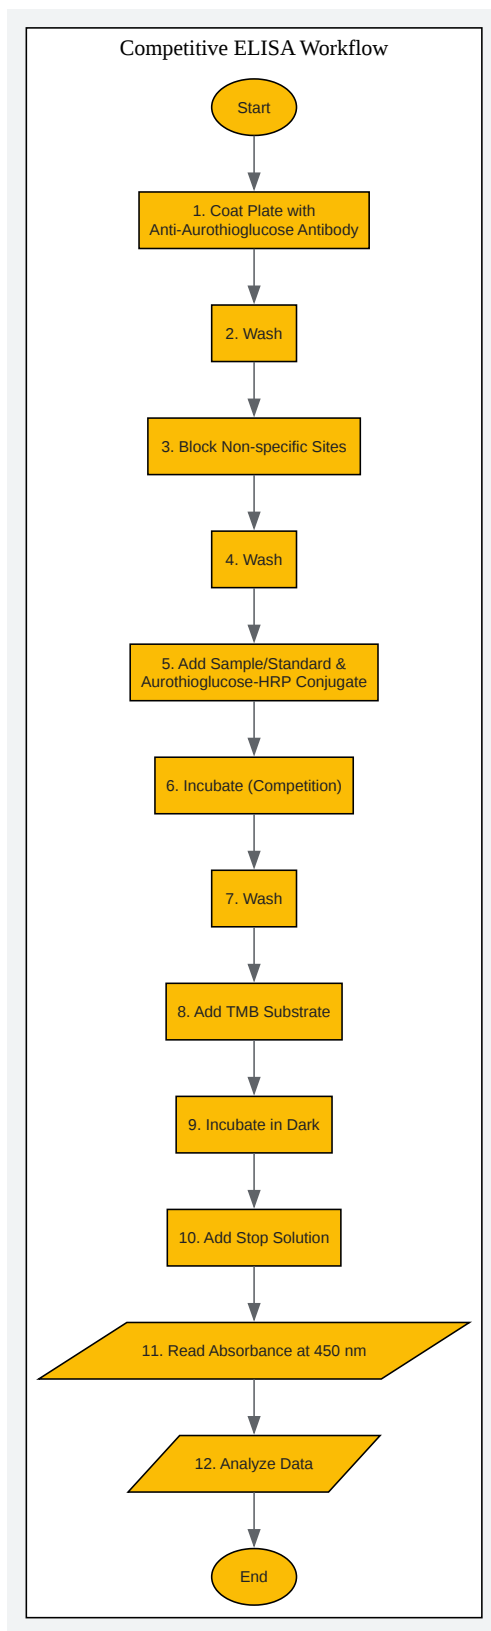 Competitive ELISA Workflow
Start
1. Coat Plate with
Anti-Aurothioglucose Antibody
2. Wash
3. Block Non-specific Sites
4. Wash
5. Add Sample/Standard &
Aurothioglucose-HRP Conjugate
6. Incubate (Competition)
7. Wash
8. Add TMB Substrate
9. Incubate in Dark
10. Add Stop Solution
11. Read Absorbance at 450 nm
12. Analyze Data
End